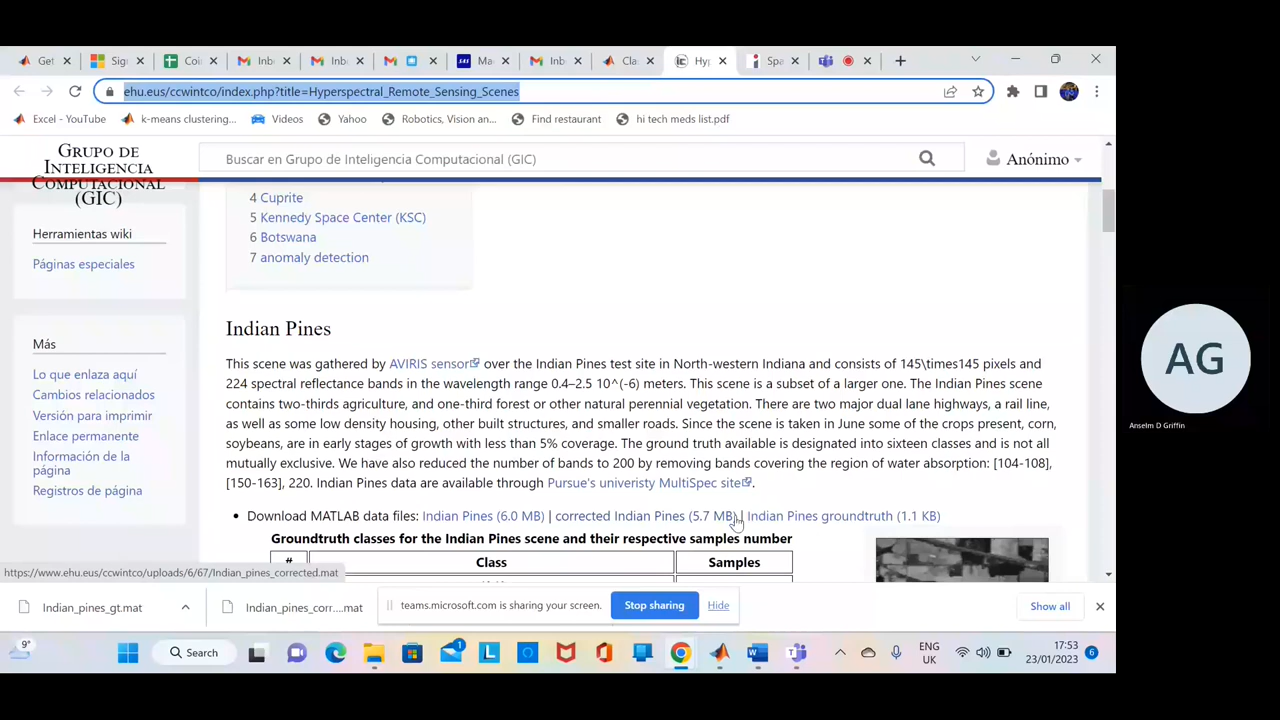 Get
Sig
Coi
Inb
Inb
Ma
Inb
Cla
Hyp
Spa
ehu.eus/ccwintco/index.php?title=Hyperspectral_Remote_Sensing_Scenes
Excel - YouTube
k-means clustering...
Videos
Yahoo
Robotics, Vision an...
Find restaurant
hi tech meds list.pdf
GRUPO DE
INTELIGENCIA
COMPUTACIONAL
(GIC)
Buscar en Grupo de Inteligencia Computacional (GIC)
Anónimo
Herramientas wiki
Páginas especiales
Más
Lo que enlaza aquí
Cambios relacionados
Versión para imprimir
Enlace permanente
Información de la
página
Registros de página
4 Cuprite
5 Kennedy Space Center (KSC)
6 Botswana
7 anomaly detection
Indian Pines
This scene was gathered by AVIRIS sensor over the Indian Pines test site in North-western Indiana and consists of 145\times145 pixels and
224 spectral reflectance bands in the wavelength range 0.4–2.5 10^(-6) meters. This scene is a subset of a larger one. The Indian Pines scene
contains two-thirds agriculture, and one-third forest or other natural perennial vegetation. There are two major dual lane highways, a rail line,
as well as some low density housing, other built structures, and smaller roads. Since the scene is taken in June some of the crops present, corn,
soybeans, are in early stages of growth with less than 5% coverage. The ground truth available is designated into sixteen classes and is not all
mutually exclusive. We have also reduced the number of bands to 200 by removing bands covering the region of water absorption: [104-108],
[150-163], 220. Indian Pines data are available through Pursue's univeristy MultiSpec site.
Download MATLAB data files: Indian Pines (6.0 MB) | corrected Indian Pines (5.7 MB) | Indian Pines groundtruth (1.1 KB)
Groundtruth classes for the Indian Pines scene and their respective samples number
# Class Samples
https://www.ehu.eus/ccwintco/uploads/6/67/Indian_pines_corrected.mat
Indian_pines_gt.mat
Indian_pines_corr....mat
teams.microsoft.com is sharing your screen.
Stop sharing
Hide
Show all
9°
Search
1
ENG
UK
17:53
23/01/2023
6
AG
Anselm D Griffin